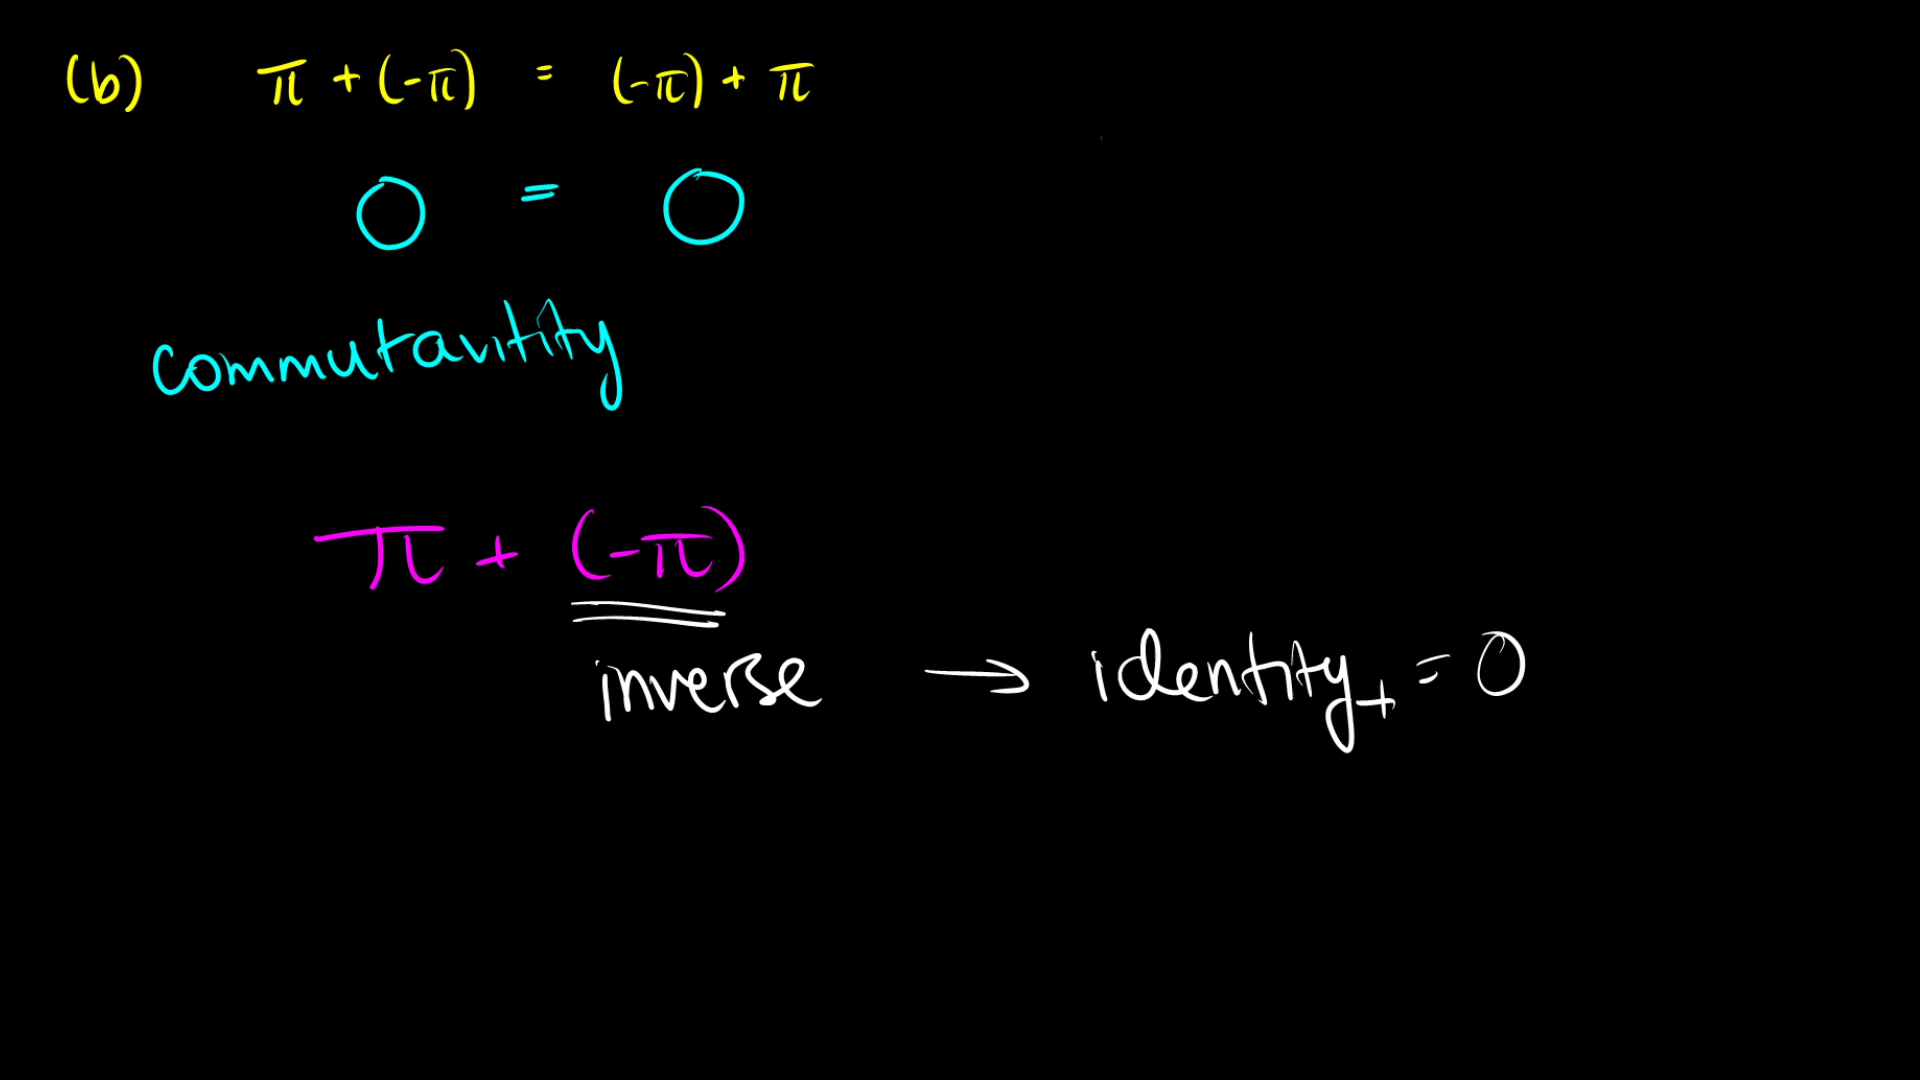 (b) π + (-π) = (-π) + π
0 = 0
commutavitity
π + (-π)
inverse → identity₊ = 0